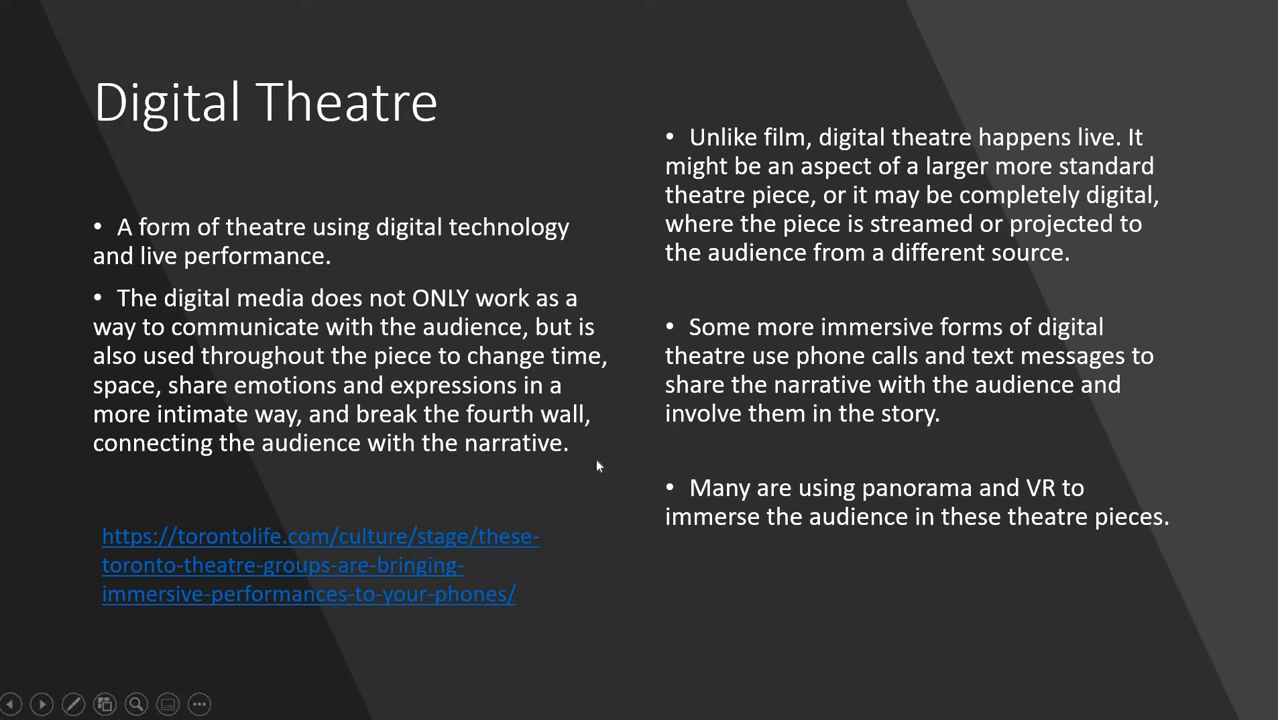 Digital Theatre
• A form of theatre using digital technology
and live performance.
• The digital media does not ONLY work as a
way to communicate with the audience, but is
also used throughout the piece to change time,
space, share emotions and expressions in a
more intimate way, and break the fourth wall,
connecting the audience with the narrative.
https://torontolife.com/culture/stage/these-
toronto-theatre-groups-are-bringing-
immersive-performances-to-your-phones/
• Unlike film, digital theatre happens live. It
might be an aspect of a larger more standard
theatre piece, or it may be completely digital,
where the piece is streamed or projected to
the audience from a different source.
• Some more immersive forms of digital
theatre use phone calls and text messages to
share the narrative with the audience and
involve them in the story.
• Many are using panorama and VR to
immerse the audience in these theatre pieces.